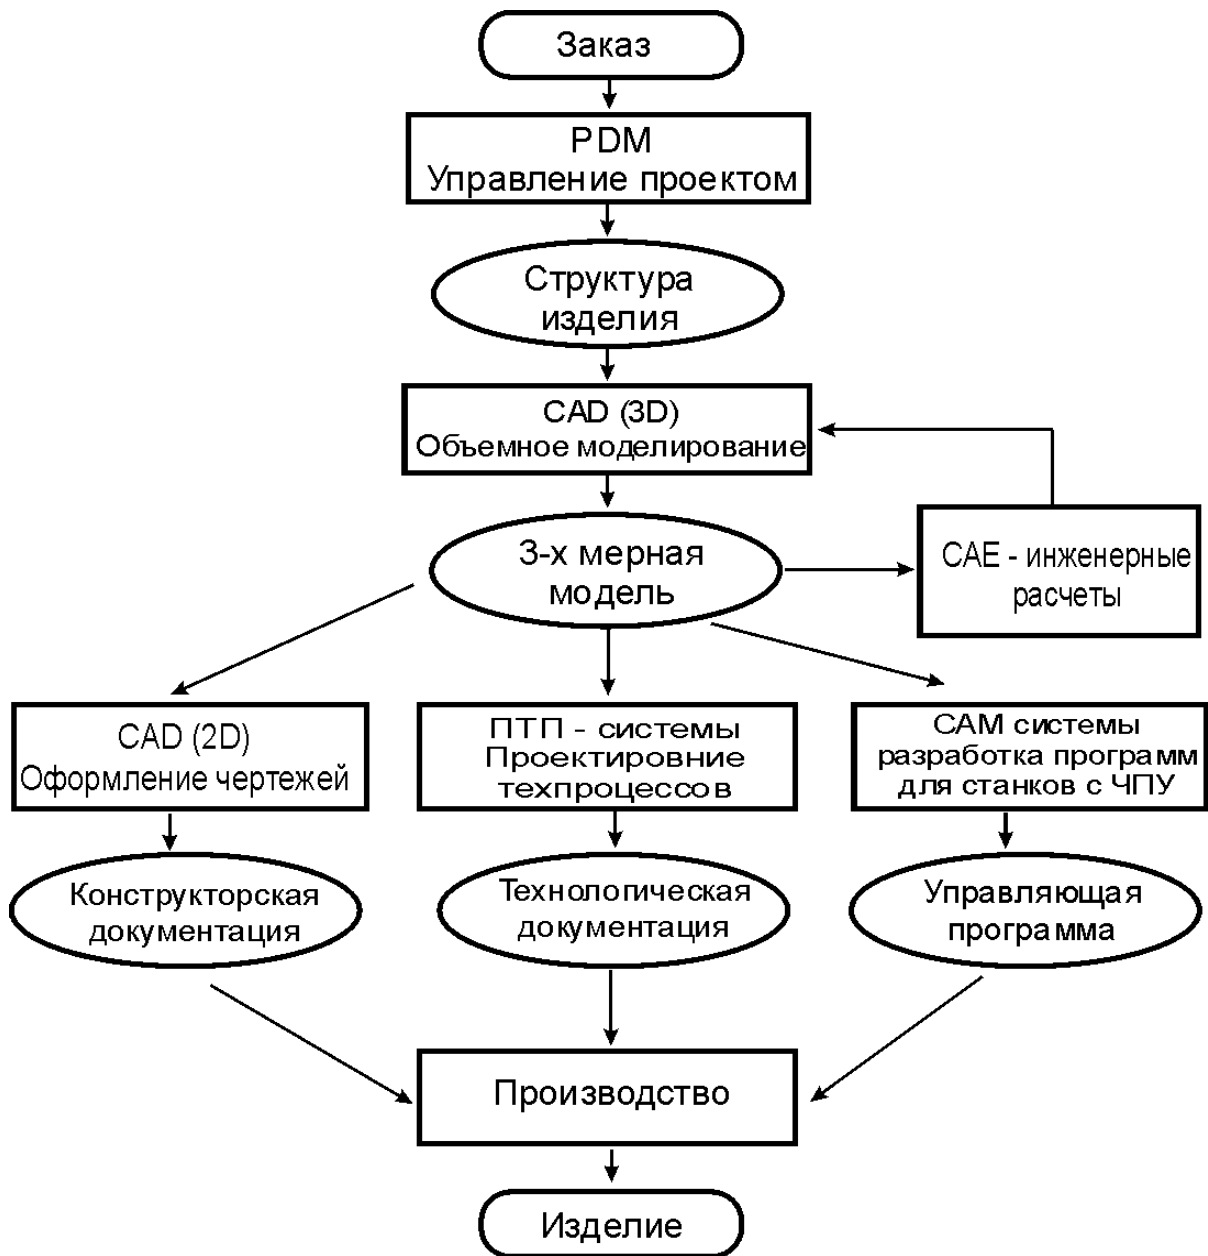 Заказ
PDM
Управление проектом
Структура
изделия
CAD (3D)
Объемное моделирование
3-х мерная
модель
CAE - инженерные
расчеты
CAD (2D)
Оформление чертежей
ПТП - системы
Проектировние
техпроцессов
САМ системы
разработка программ
для станков с ЧПУ
Конструкторская
документация
Технологическая
документация
Управляющая
программа
Производство
Изделие